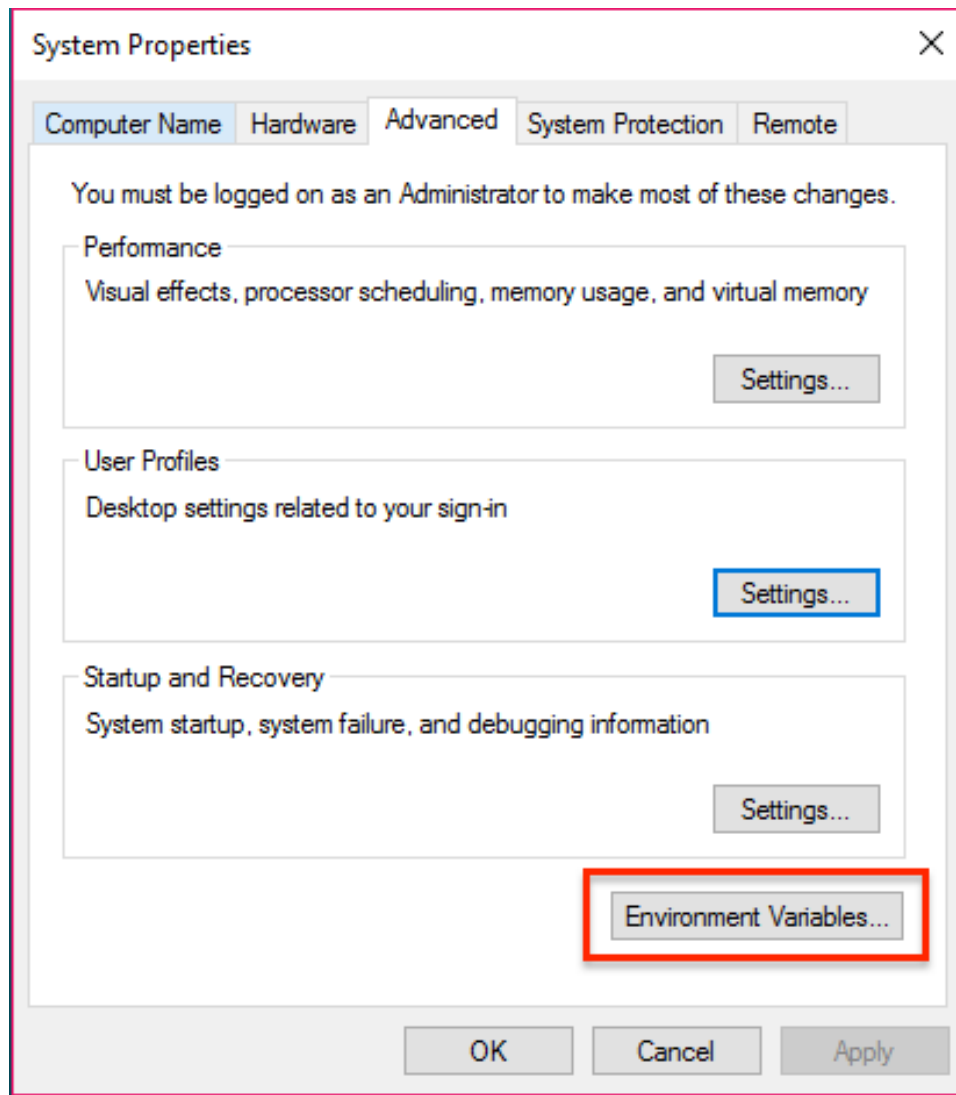 System Properties
Computer Name Hardware Advanced System Protection Remote
You must be logged on as an Administrator to make most of these changes.
Performance
Visual effects, processor scheduling, memory usage, and virtual memory
Settings...
User Profiles
Desktop settings related to your sign-in
Settings...
Startup and Recovery
System startup, system failure, and debugging information
Settings...
Environment Variables...
OK Cancel Apply